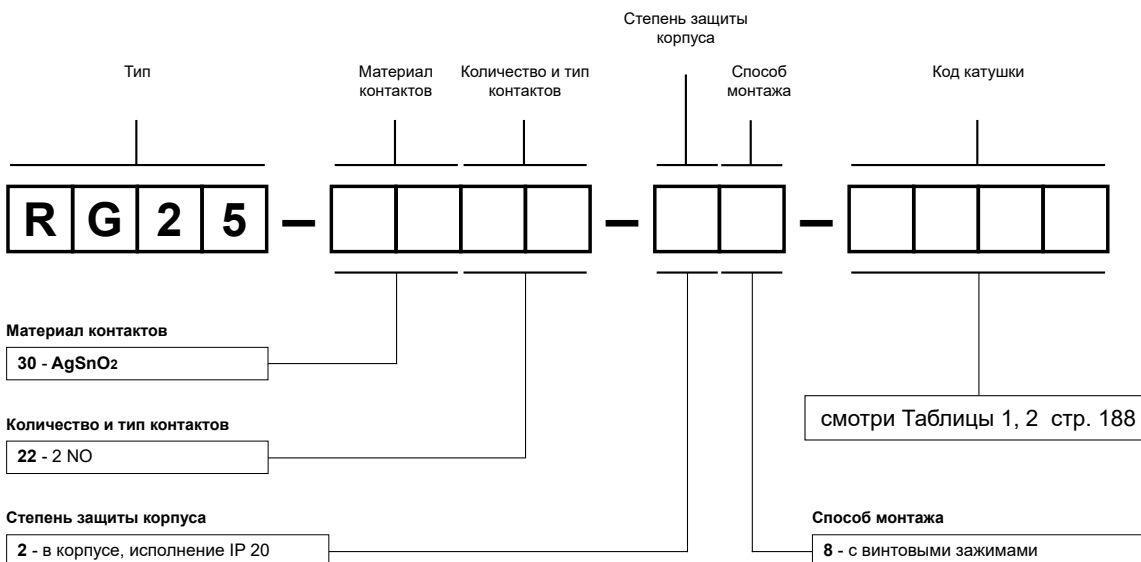 Степень защиты
корпуса
Тип
Материал
контактов
Количество и тип
контактов
Способ
монтажа
Код катушки
R G 2 5 – –  –
Материал контактов
30 - AgSnO2
Количество и тип контактов
22 - 2 NO
смотри Таблицы 1, 2 стр. 188
Степень защиты корпуса
2 - в корпусе, исполнение IP 20
Способ монтажа
8 - с винтовыми зажимами